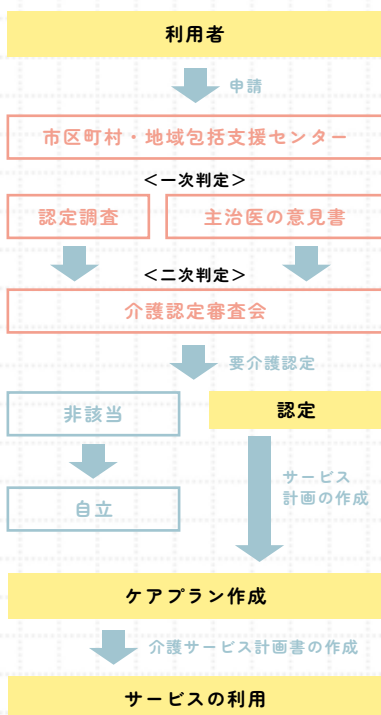 利用者
申請
市区町村・地域包括支援センター
<一次判定>
認定調査
主治医の意見書
<二次判定>
介護認定審査会
要介護認定
非該当
認定
サービス
計画の作成
自立
ケアプラン作成
介護サービス計画書の作成
サービスの利用